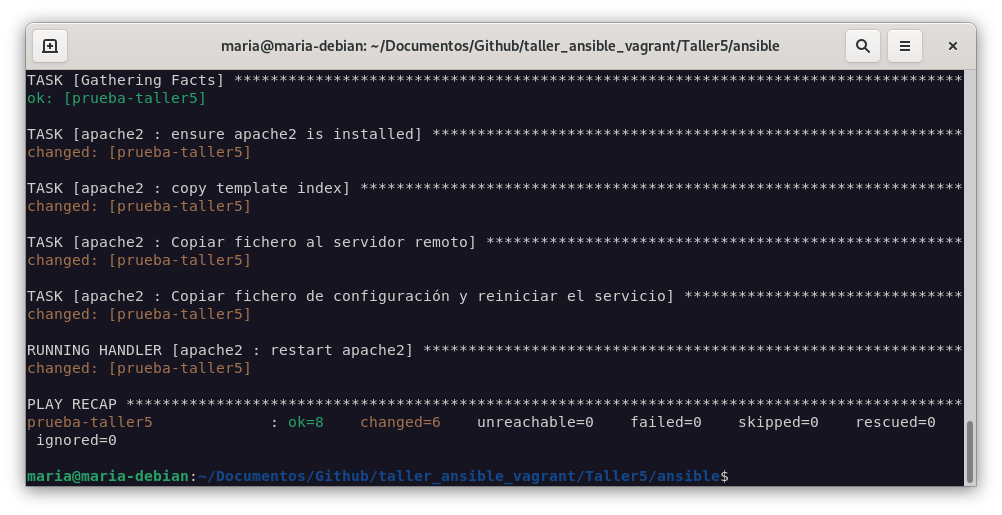 maria@maria-debian: ~/Documentos/Github/taller_ansible_vagrant/Taller5/ansible
TASK [Gathering Facts] *********************************************************************************
ok: [prueba-taller5]
TASK [apache2 : ensure apache2 is installed] ***********************************************************
changed: [prueba-taller5]
TASK [apache2 : copy template index] *******************************************************************
changed: [prueba-taller5]
TASK [apache2 : Copiar fichero al servidor remoto] *****************************************************
changed: [prueba-taller5]
TASK [apache2 : Copiar fichero de configuración y reiniciar el servicio] *******************************
changed: [prueba-taller5]
RUNNING HANDLER [apache2 : restart apache2] ************************************************************
changed: [prueba-taller5]
PLAY RECAP *********************************************************************************************
prueba-taller5             : ok=8    changed=6    unreachable=0    failed=0    skipped=0    rescued=0
 ignored=0
maria@maria-debian:~/Documentos/Github/taller_ansible_vagrant/Taller5/ansible$